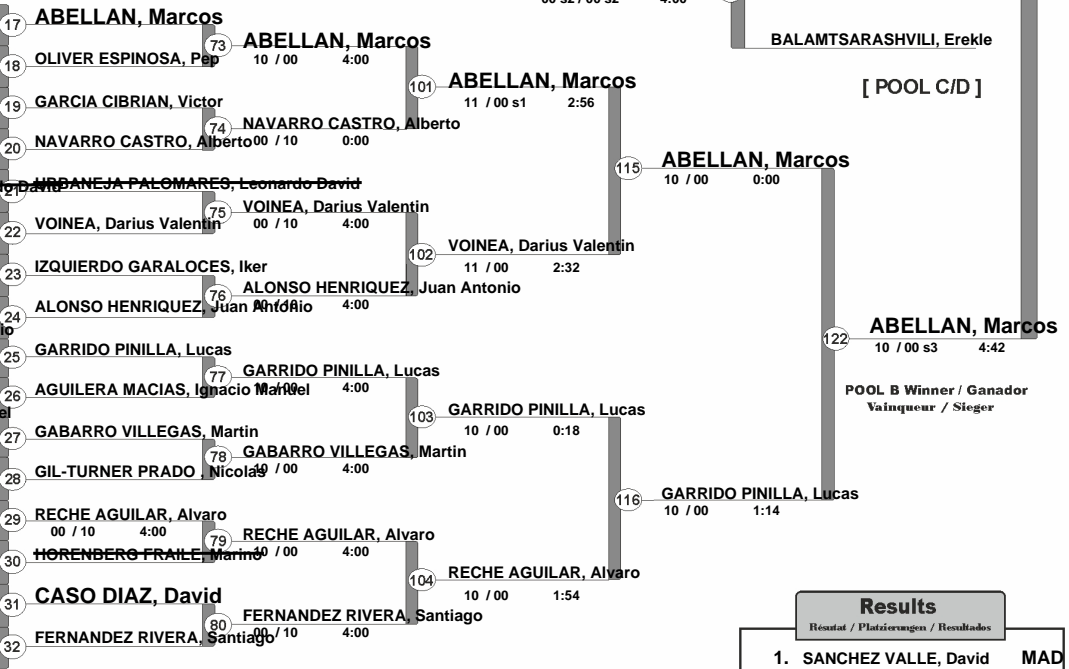 00 s2 / 00 s2 4:00
BALAMTSARASHVILI, Erekle
[ POOL C/D ]
17 ABELLAN, Marcos
18 OLIVER ESPINOSA, Pep
73 ABELLAN, Marcos
10 / 00 4:00
19 GARCIA CIBRIAN, Victor
20 NAVARRO CASTRO, Alberto
74 NAVARRO CASTRO, Alberto
00 / 10 0:00
101 ABELLAN, Marcos
11 / 00 s1 2:56
21 URBANEJA PALOMARES, Leonardo David
22 VOINEA, Darius Valentin
75 VOINEA, Darius Valentin
00 / 10 4:00
23 IZQUIERDO GARALOCES, Iker
24 ALONSO HENRIQUEZ, Juan Antonio
76 ALONSO HENRIQUEZ, Juan Antonio
00 / 10 4:00
102 VOINEA, Darius Valentin
11 / 00 2:32
115 ABELLAN, Marcos
10 / 00 0:00
25 GARRIDO PINILLA, Lucas
26 AGUILERA MACIAS, Ignacio Manuel
77 GARRIDO PINILLA, Lucas
10 / 00 4:00
27 GABARRO VILLEGAS, Martin
28 GIL-TURNER PRADO , Nicolas
78 GABARRO VILLEGAS, Martin
10 / 00 4:00
103 GARRIDO PINILLA, Lucas
10 / 00 0:18
29 RECHE AGUILAR, Alvaro
00 / 10 4:00
30 HORENBERG FRAILE, Marino
79 RECHE AGUILAR, Alvaro
10 / 00 4:00
31 CASO DIAZ, David
32 FERNANDEZ RIVERA, Santiago
80 FERNANDEZ RIVERA, Santiago
00 / 10 4:00
104 RECHE AGUILAR, Alvaro
10 / 00 1:54
116 GARRIDO PINILLA, Lucas
10 / 00 1:14
122 ABELLAN, Marcos
10 / 00 s3 4:42
POOL B Winner / Ganador
Vainqueur / Sieger
Results
Résutat / Platzierungen / Resultados
1. SANCHEZ VALLE, David MAD